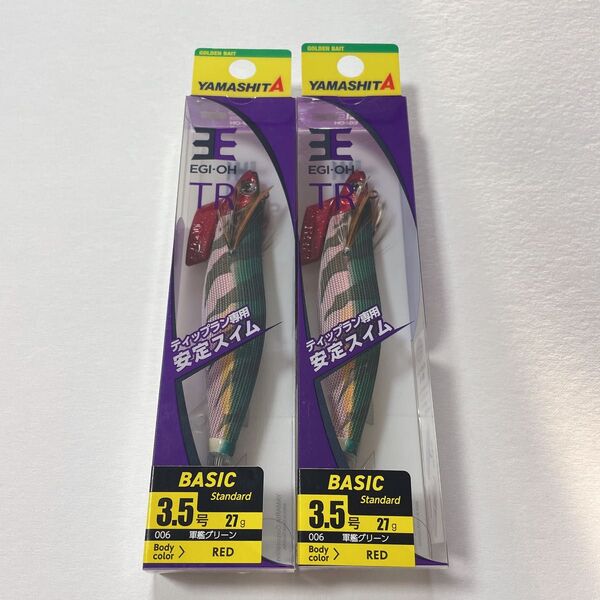 GOLDEN BAIT
YAMASHITA
EGI-OH
TR
ティップラン専用
安定スイム
BASIC
Standard
3.5号 27g
006 軍艦グリーン
Body color > RED
GOLDEN BAIT
YAMASHITA
EGI-OH
TR
ティップラン専用
安定スイム
BASIC
Standard
3.5号 27g
006 軍艦グリーン
Body color > RED